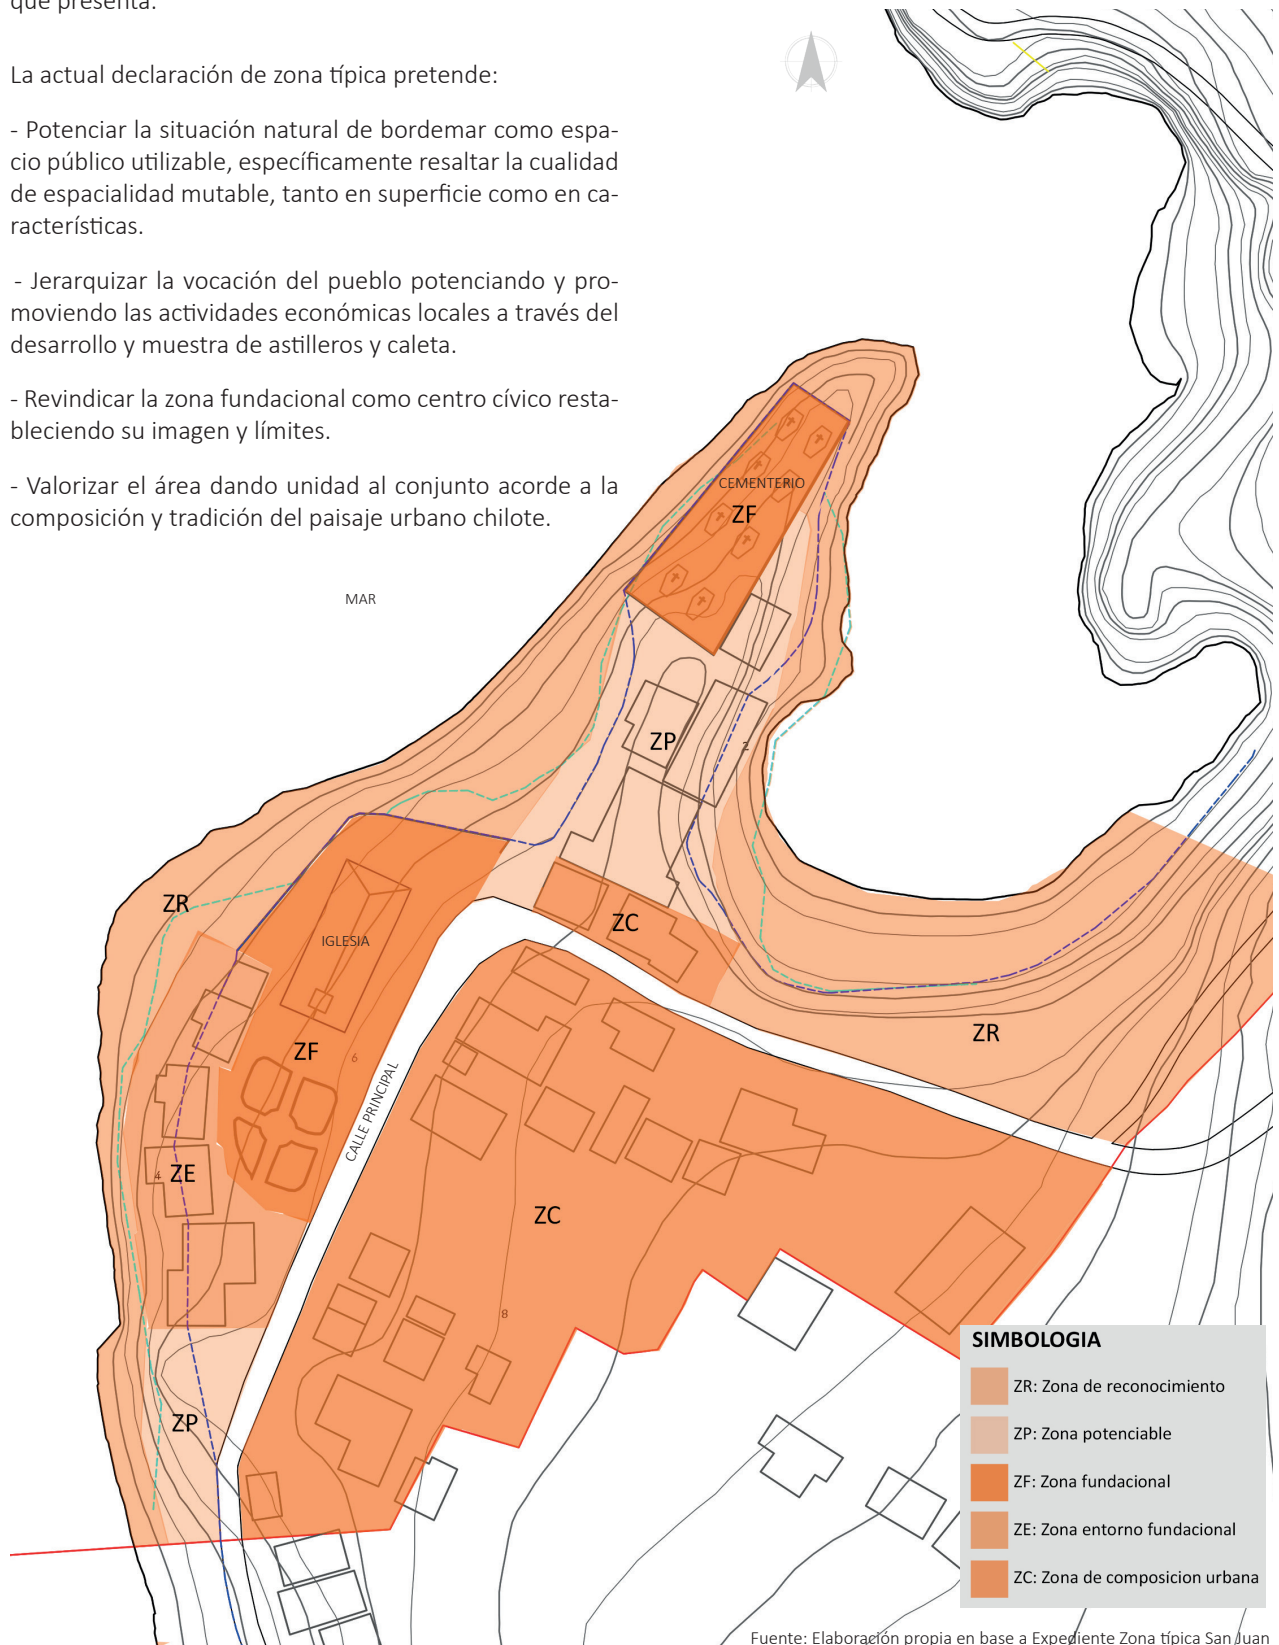 que presenta.
La actual declaración de zona típica pretende:
- Potenciar la situación natural de bordemar como espa-
cio público utilizable, específicamente resaltar la cualidad
de espacialidad mutable, tanto en superficie como en ca-
racterísticas.
- Jerarquizar la vocación del pueblo potenciando y pro-
moviendo las actividades económicas locales a través del
desarrollo y muestra de astilleros y caleta.
- Revindicar la zona fundacional como centro cívico resta-
bleciendo su imagen y límites.
- Valorizar el área dando unidad al conjunto acorde a la
composición y tradición del paisaje urbano chilote.
CEMENTERIO
ZF
MAR
ZP
2
ZR
ZC
IGLESIA
ZR
ZF
6
CALLE PRINCIPAL
ZE
4
ZC
8
ZP
SIMBOLOGIA
ZR: Zona de reconocimiento
ZP: Zona potenciable
ZF: Zona fundacional
ZE: Zona entorno fundacional
ZC: Zona de composicion urbana
Fuente: Elaboración propia en base a Expediente Zona típica San Juan